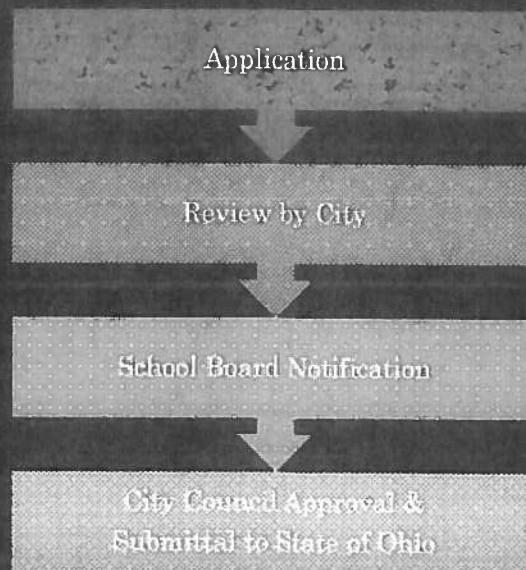 Application
Review by City
School Board Notification
City Council Approval &
Submittal to State of Ohio